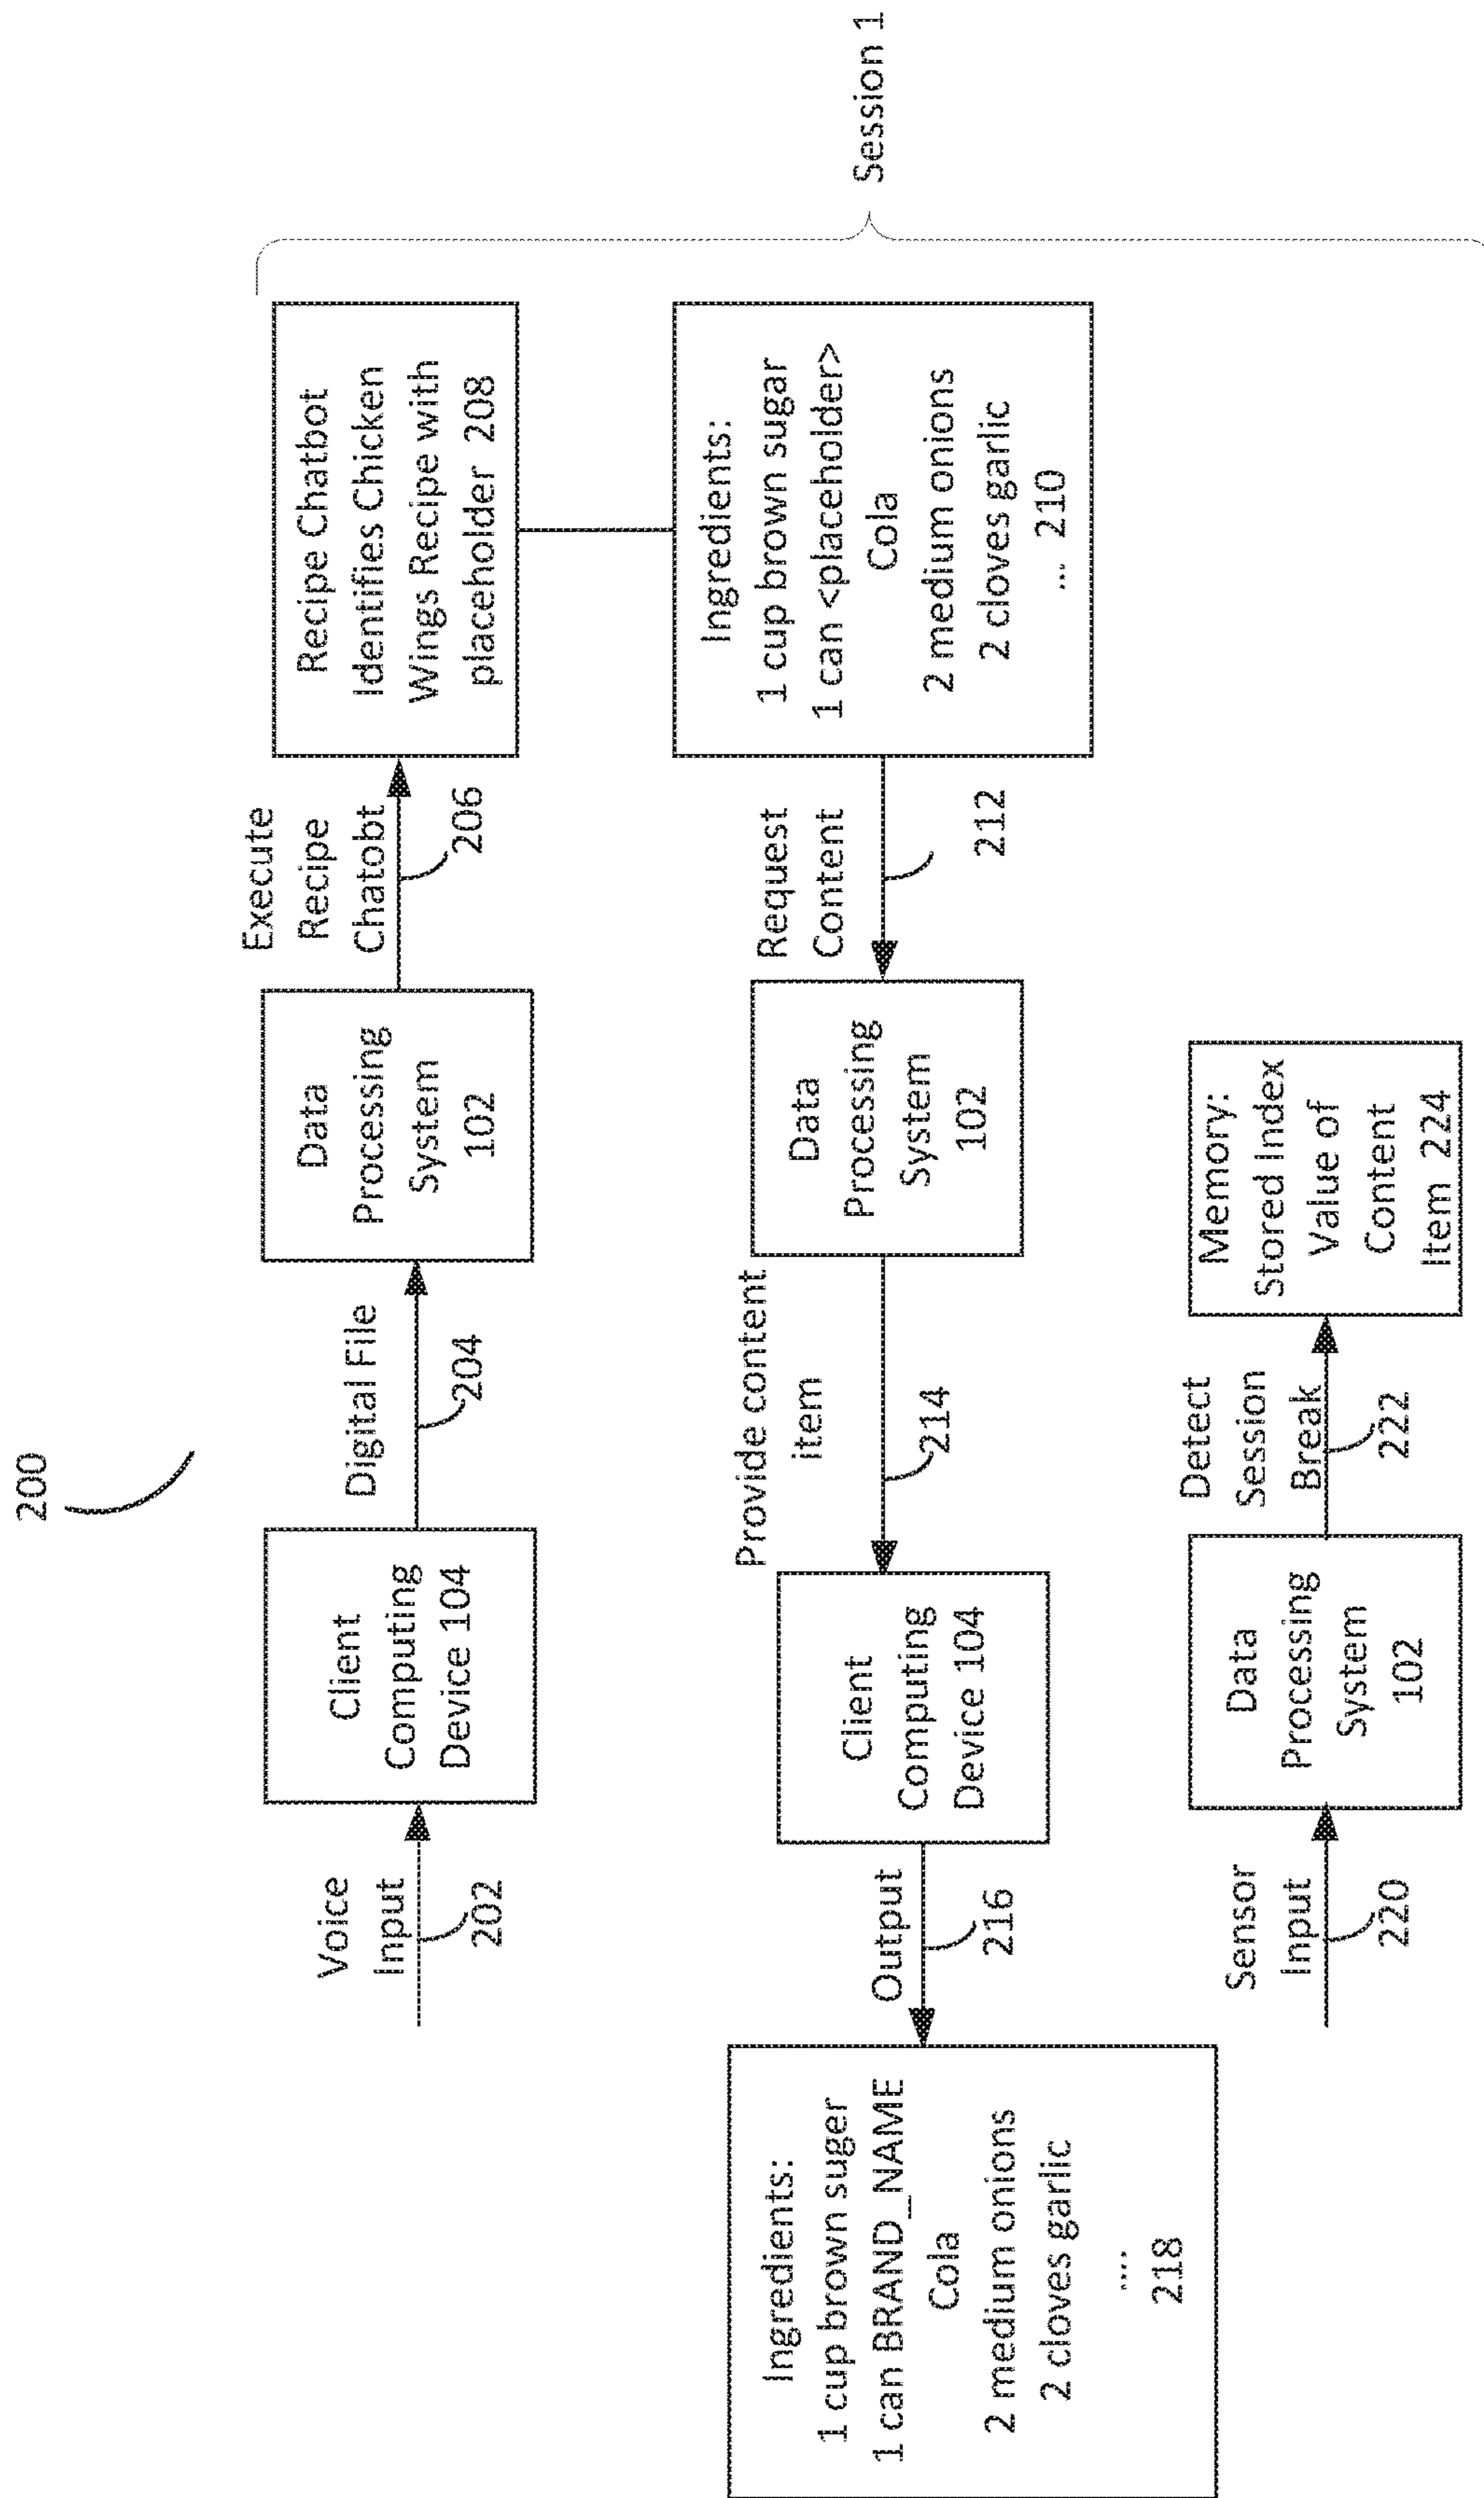 200
Voice
Input
202
Client
Computing
Device 104
Digital File
204
Data
Processing
System
102
Execute
Recipe
Chatobt
206
Recipe Chatbot
Identifies Chicken
Wings Recipe with
placeholder 208
Session 1
Ingredients:
1 cup brown sugar
1 can <placeholder>
Cola
2 medium onions
2 cloves garlic
... 210
Request
Content
212
Data
Processing
System
102
Provide content
item
214
Client
Computing
Device 104
Output
216
Ingredients:
1 cup brown suger
1 can BRAND_NAME
Cola
2 medium onions
2 cloves garlic
....
218
Sensor
Input
220
Data
Processing
System
102
Detect
Session
Break
222
Memory:
Stored Index
Value of
Content
Item 224